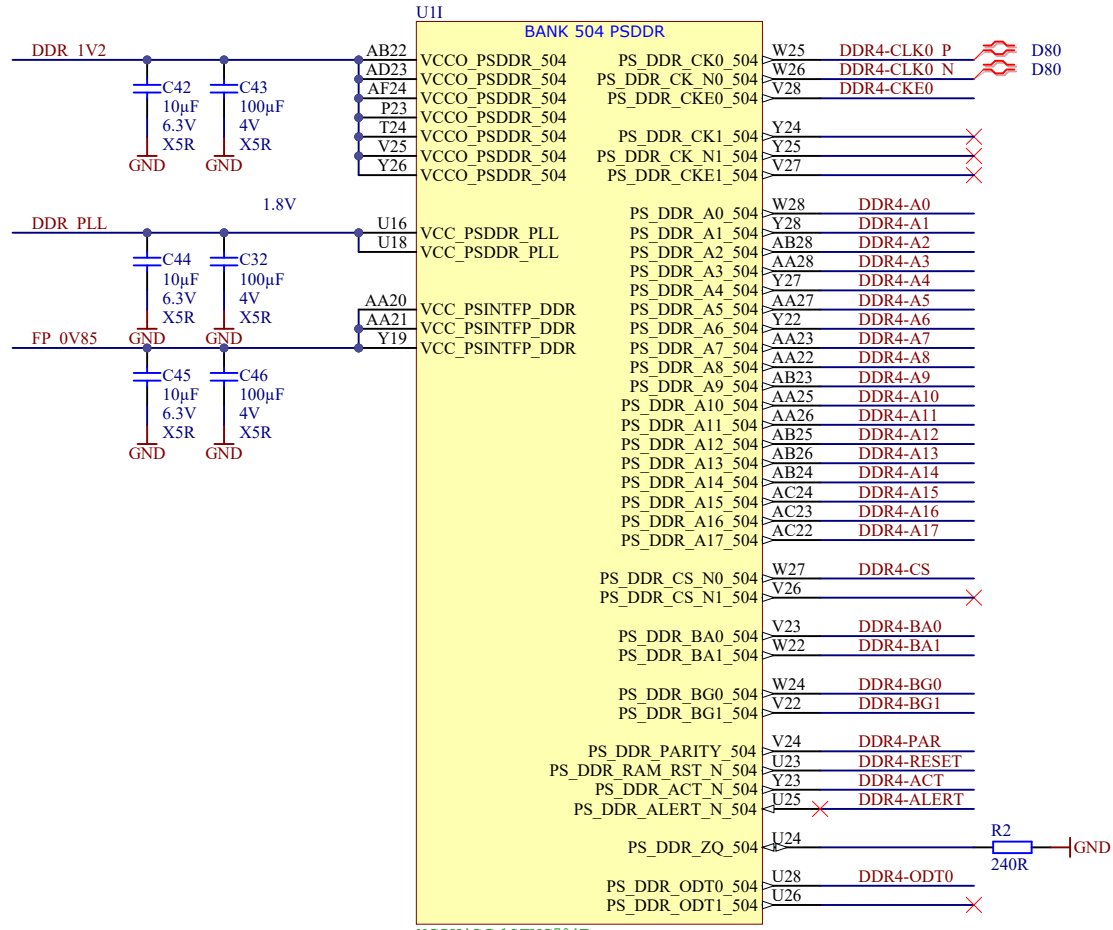 U1I
BANK 504 PSDDR
DDR_1V2
C42
10µF
6.3V
X5R
GND
C43
100µF
4V
X5R
GND
AB22 VCCO_PSDDR_504
AD23 VCCO_PSDDR_504
AF24 VCCO_PSDDR_504
P23 VCCO_PSDDR_504
T24 VCCO_PSDDR_504
V25 VCCO_PSDDR_504
Y26 VCCO_PSDDR_504
1.8V
DDR_PLL
C44
10µF
6.3V
X5R
GND
C32
100µF
4V
X5R
GND
U16 VCC_PSDDR_PLL
U18 VCC_PSDDR_PLL
FP_0V85
C45
10µF
6.3V
X5R
GND
C46
100µF
4V
X5R
GND
AA20 VCC_PSINTFP_DDR
AA21 VCC_PSINTFP_DDR
Y19 VCC_PSINTFP_DDR
PS_DDR_CK0_504 W25 DDR4-CLK0_P D80
PS_DDR_CK_N0_504 W26 DDR4-CLK0_N D80
PS_DDR_CKE0_504 V28 DDR4-CKE0
PS_DDR_CK1_504 Y24
PS_DDR_CK_N1_504 Y25
PS_DDR_CKE1_504 V27
PS_DDR_A0_504 W28 DDR4-A0
PS_DDR_A1_504 Y28 DDR4-A1
PS_DDR_A2_504 AB28 DDR4-A2
PS_DDR_A3_504 AA28 DDR4-A3
PS_DDR_A4_504 Y27 DDR4-A4
PS_DDR_A5_504 AA27 DDR4-A5
PS_DDR_A6_504 Y22 DDR4-A6
PS_DDR_A7_504 AA23 DDR4-A7
PS_DDR_A8_504 AA22 DDR4-A8
PS_DDR_A9_504 AB23 DDR4-A9
PS_DDR_A10_504 AA25 DDR4-A10
PS_DDR_A11_504 AA26 DDR4-A11
PS_DDR_A12_504 AB25 DDR4-A12
PS_DDR_A13_504 AB26 DDR4-A13
PS_DDR_A14_504 AB24 DDR4-A14
PS_DDR_A15_504 AC24 DDR4-A15
PS_DDR_A16_504 AC23 DDR4-A16
PS_DDR_A17_504 AC22 DDR4-A17
PS_DDR_CS_N0_504 W27 DDR4-CS
PS_DDR_CS_N1_504 V26
PS_DDR_BA0_504 V23 DDR4-BA0
PS_DDR_BA1_504 W22 DDR4-BA1
PS_DDR_BG0_504 W24 DDR4-BG0
PS_DDR_BG1_504 V22 DDR4-BG1
PS_DDR_PARITY_504 V24 DDR4-PAR
PS_DDR_RAM_RST_N_504 U23 DDR4-RESET
PS_DDR_ACT_N_504 Y23 DDR4-ACT
PS_DDR_ALERT_N_504 U25 DDR4-ALERT
PS_DDR_ZQ_504 U24
R2
240R
GND
PS_DDR_ODT0_504 U28 DDR4-ODT0
PS_DDR_ODT1_504 U26